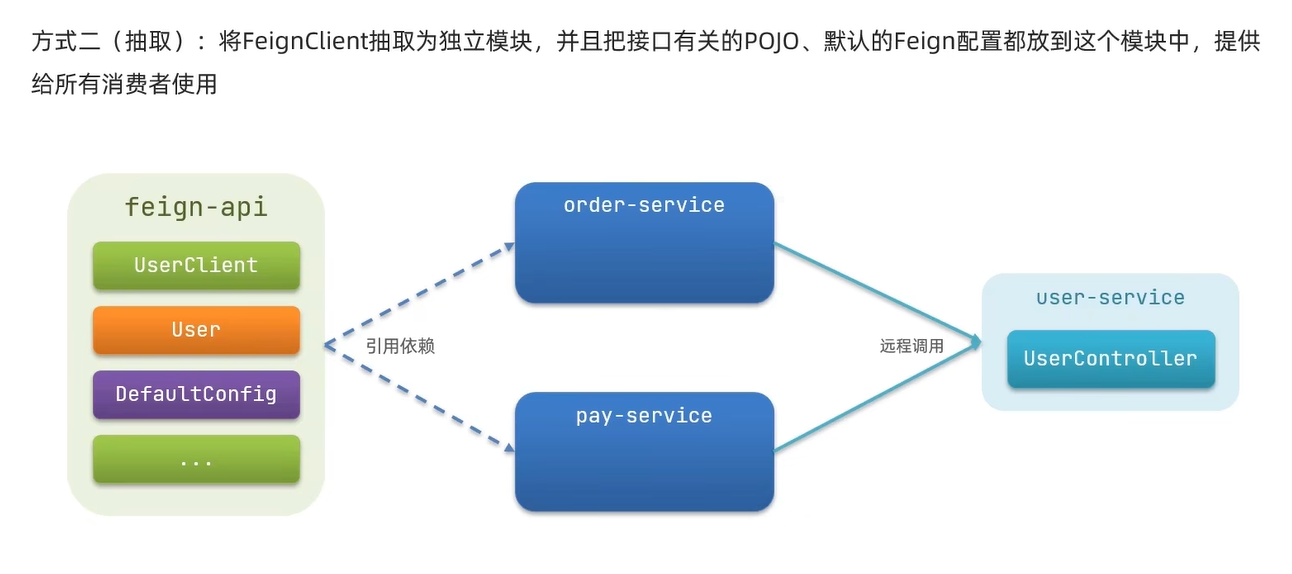 方式二（抽取）：将FeignClient抽取为独立模块，并且把接口有关的POJO、默认的Feign配置都放到这个模块中，提供
给所有消费者使用
feign-api
UserClient
User
DefaultConfig
...
引用依赖
order-service
pay-service
远程调用
user-service
UserController